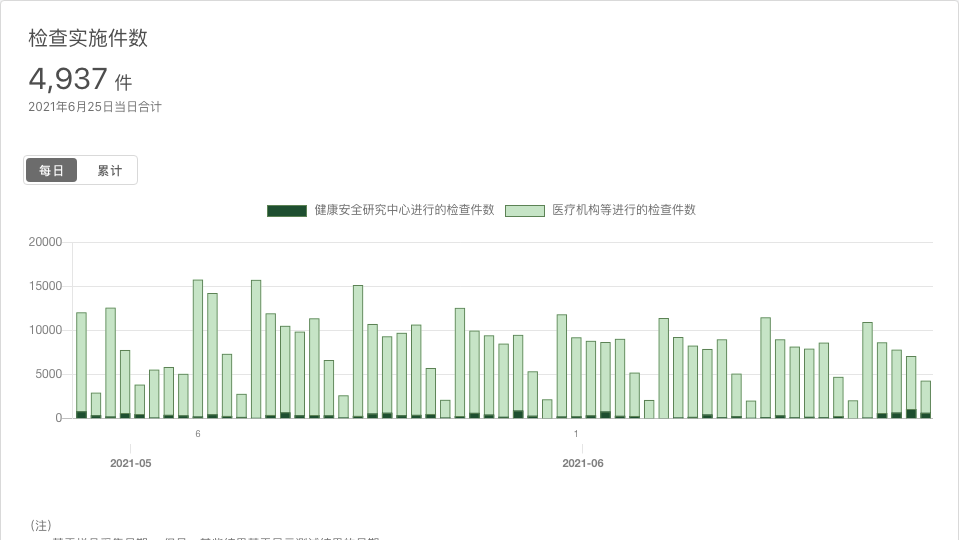 检查实施件数
4,937 件
2021年6月25日当日合计
每日 累计
健康安全研究中心进行的检查件数 医疗机构等进行的检查件数
20000
15000
10000
5000
0
6 1
2021-05 2021-06
(注)